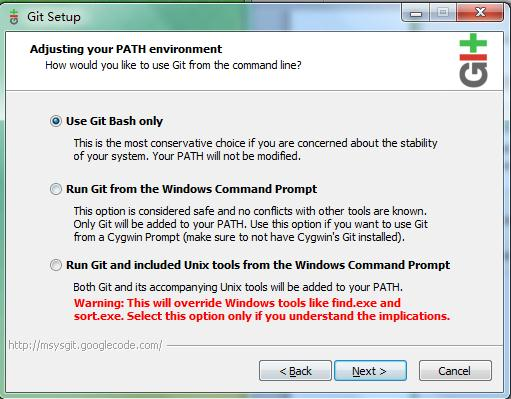 Git Setup
Adjusting your PATH environment
How would you like to use Git from the command line?
Git
Use Git Bash only
This is the most conservative choice if you are concerned about the stability
of your system. Your PATH will not be modified.
Run Git from the Windows Command Prompt
This option is considered safe and no conflicts with other tools are known.
Only Git will be added to your PATH. Use this option if you want to use Git
from a Cygwin Prompt (make sure to not have Cygwin's Git installed).
Run Git and included Unix tools from the Windows Command Prompt
Both Git and its accompanying Unix tools will be added to your PATH.
Warning: This will override Windows tools like find.exe and
sort.exe. Select this option only if you understand the implications.
http://msysgit.googlecode.com/
< Back
Next >
Cancel